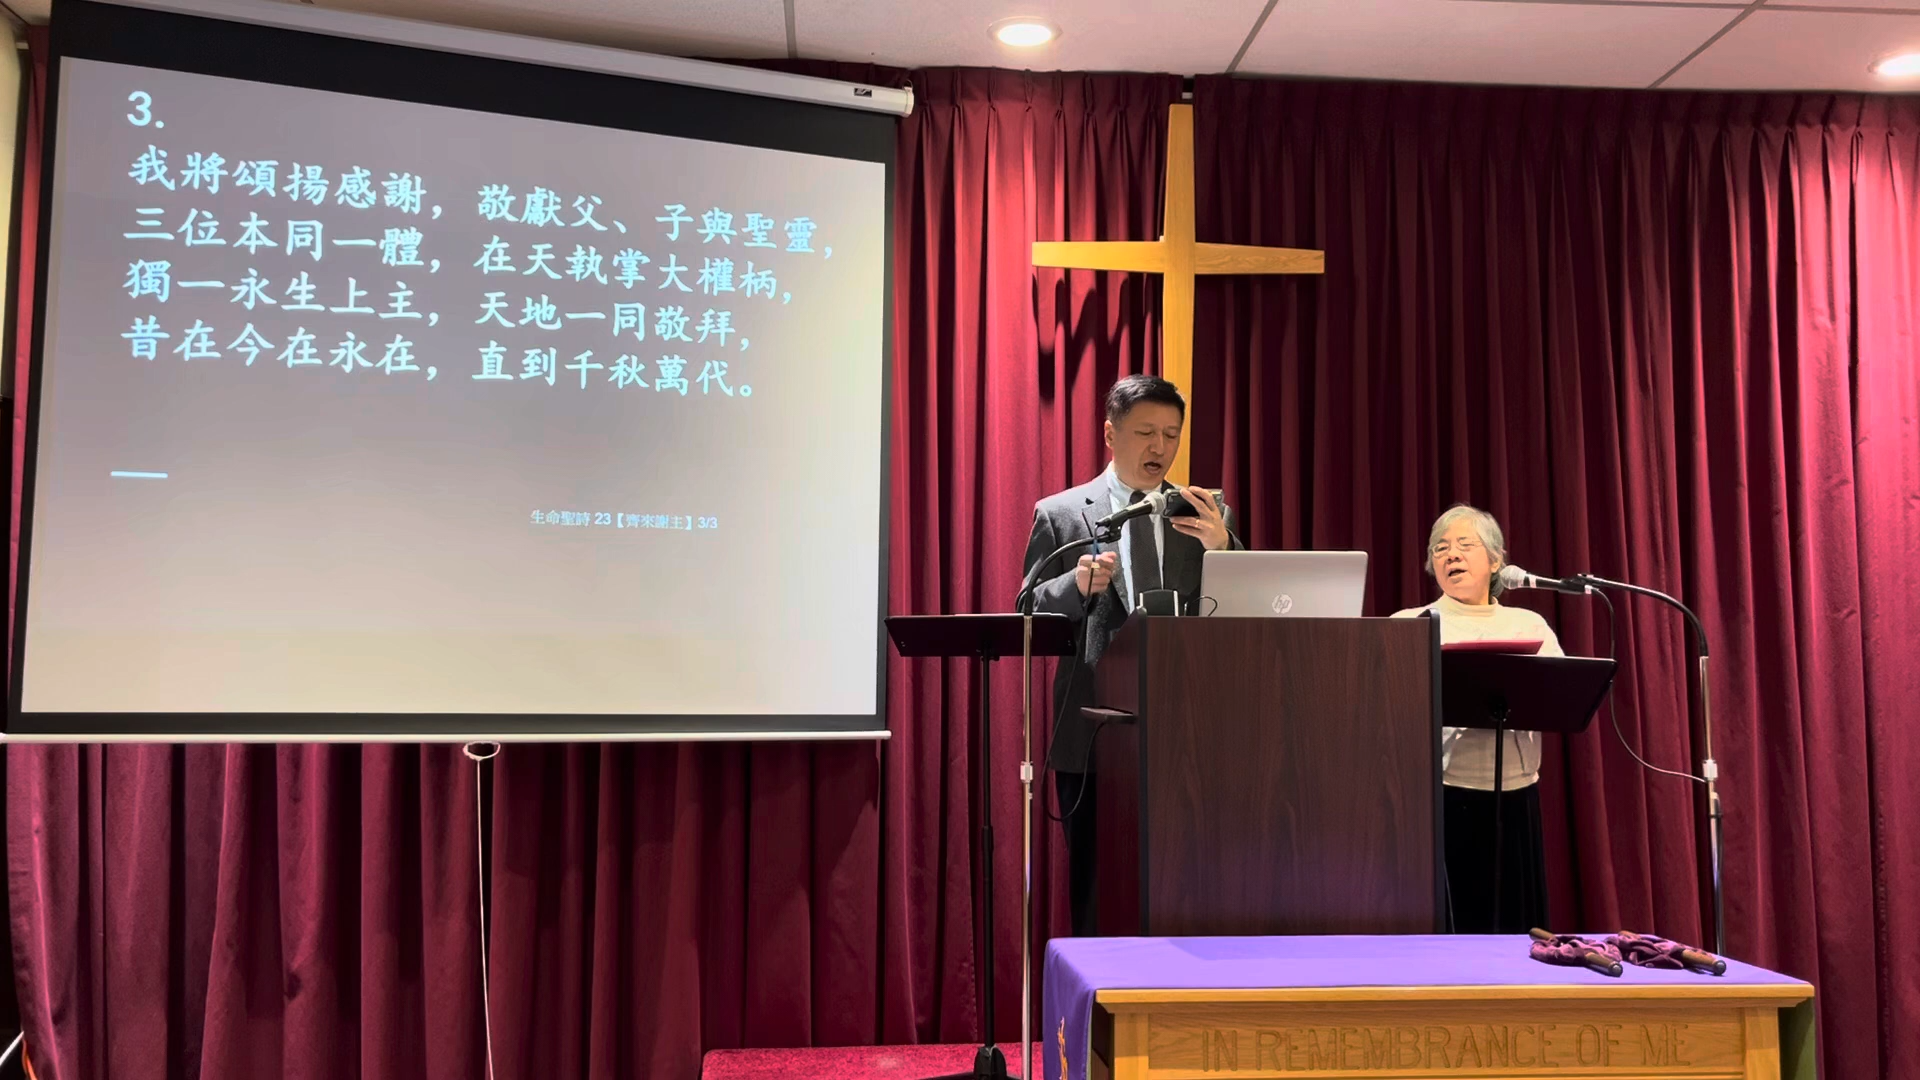 3.
我將頌揚感謝，敬獻父、子與聖靈，
三位本同一體，在天執掌大權柄，
獨一永生上主，天地一同敬拜，
昔在今在永在，直到千秋萬代。
生命聖詩 23【齊來謝主】3/3
hp
IN REMEMBRANCE OF ME